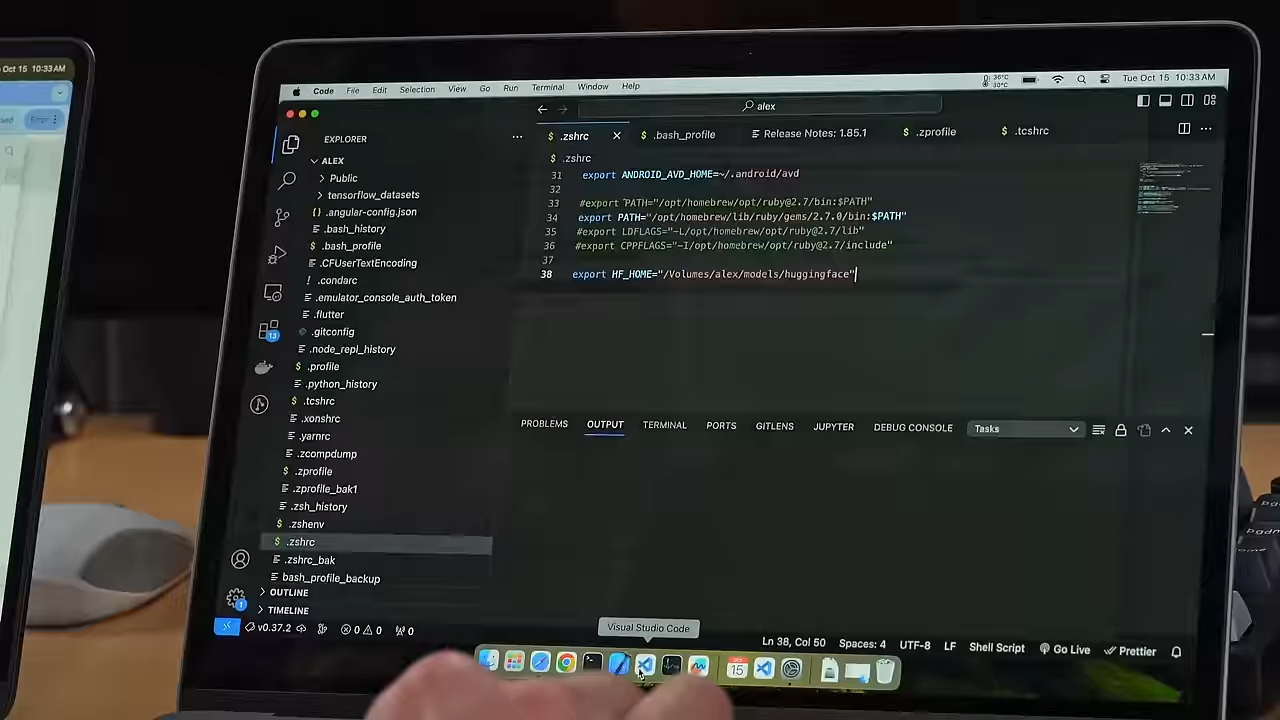 Oct 15 10:33 AM
Code File Edit Selection View Go Run Terminal Window Help
36°C
30°C
Tue Oct 15 10:33 AM
alex
EXPLORER
.zshrc
.bash_profile
Release Notes: 1.85.1
.zprofile
.tcshrc
ALEX
.zshrc
Public
tensorflow_datasets
.angular-config.json
.bash_history
.bash_profile
.CFUserTextEncoding
.condarc
.emulator_console_auth_token
.flutter
.gitconfig
.node_repl_history
.profile
.python_history
.tcshrc
.xonshrc
.yarnrc
.zcompdump
.zprofile
.zprofile_bak1
.zsh_history
.zshenv
.zshrc
.zshrc_bak
bash_profile_backup
OUTLINE
TIMELINE
13
1
31 export ANDROID_AVD_HOME=~/.android/avd
32
33 #export PATH="/opt/homebrew/opt/ruby@2.7/bin:$PATH"
34 export PATH="/opt/homebrew/lib/ruby/gems/2.7.0/bin:$PATH"
35 #export LDFLAGS="-L/opt/homebrew/opt/ruby@2.7/lib"
36 #export CPPFLAGS="-I/opt/homebrew/opt/ruby@2.7/include"
37
38 export HF_HOME="/Volumes/alex/models/huggingface"
PROBLEMS OUTPUT TERMINAL PORTS GITLENS JUPYTER DEBUG CONSOLE Tasks
v0.37.2
0 0
0
Visual Studio Code
Ln 38, Col 50 Spaces: 4 UTF-8 LF Shell Script Go Live Prettier
OCT
15